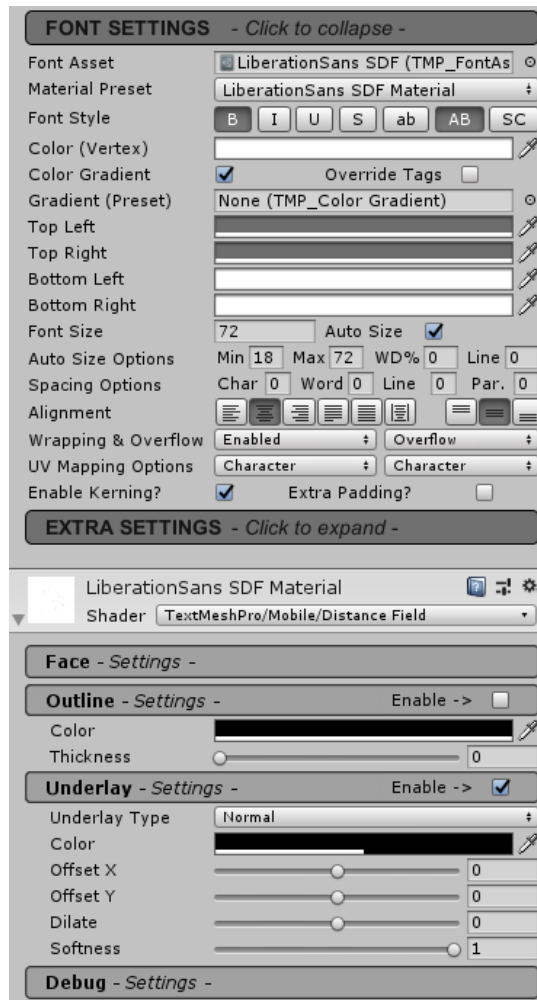 FONT SETTINGS - Click to collapse -
Font Asset LiberationSans SDF (TMP_FontAs
Material Preset LiberationSans SDF Material
Font Style B I U S ab AB SC
Color (Vertex)
Color Gradient Override Tags
Gradient (Preset) None (TMP_Color Gradient)
Top Left
Top Right
Bottom Left
Bottom Right
Font Size 72 Auto Size
Auto Size Options Min 18 Max 72 WD% 0 Line 0
Spacing Options Char 0 Word 0 Line 0 Par. 0
Alignment
Wrapping & Overflow Enabled Overflow
UV Mapping Options Character Character
Enable Kerning? Extra Padding?
EXTRA SETTINGS - Click to expand -
LiberationSans SDF Material
Shader TextMeshPro/Mobile/Distance Field
Face - Settings -
Outline - Settings - Enable ->
Color
Thickness 0
Underlay - Settings - Enable ->
Underlay Type Normal
Color
Offset X 0
Offset Y 0
Dilate 0
Softness 1
Debug - Settings -